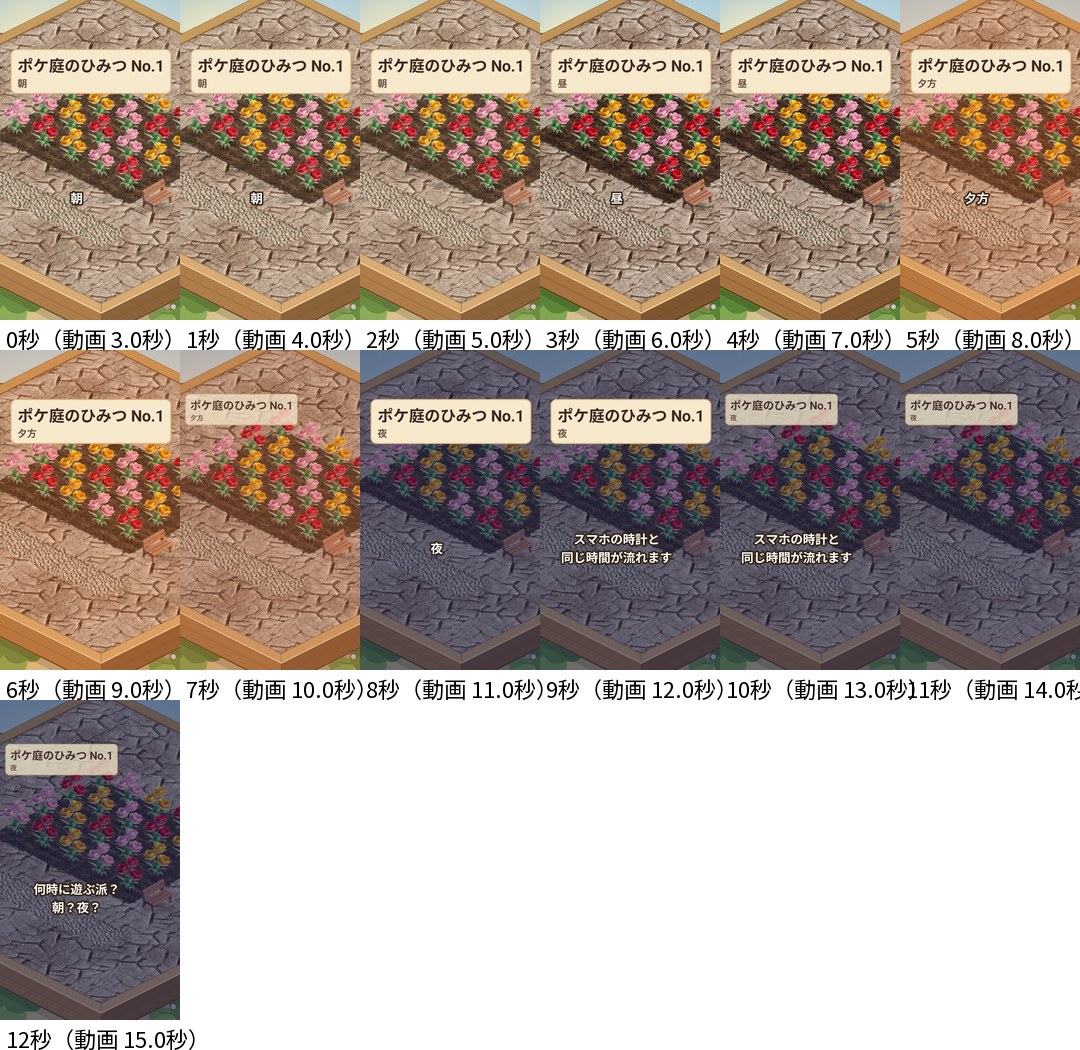 ポケ庭のひみつ No.1
朝
朝
0秒（動画 3.0秒）
ポケ庭のひみつ No.1
朝
朝
1秒（動画 4.0秒）
ポケ庭のひみつ No.1
朝
2秒（動画 5.0秒）
ポケ庭のひみつ No.1
昼
昼
3秒（動画 6.0秒）
ポケ庭のひみつ No.1
昼
4秒（動画 7.0秒）
ポケ庭のひみつ No.1
夕方
夕方
5秒（動画 8.0秒）
ポケ庭のひみつ No.1
夕方
6秒（動画 9.0秒）
ポケ庭のひみつ No.1
夕方
7秒（動画 10.0秒）
ポケ庭のひみつ No.1
夜
夜
8秒（動画 11.0秒）
ポケ庭のひみつ No.1
夜
スマホの時計と
同じ時間が流れます
9秒（動画 12.0秒）
ポケ庭のひみつ No.1
夜
スマホの時計と
同じ時間が流れます
10秒（動画 13.0秒）
ポケ庭のひみつ No.1
夜
11秒（動画 14.0秒
ポケ庭のひみつ No.1
夜
何時に遊ぶ派？
朝？夜？
12秒（動画 15.0秒）